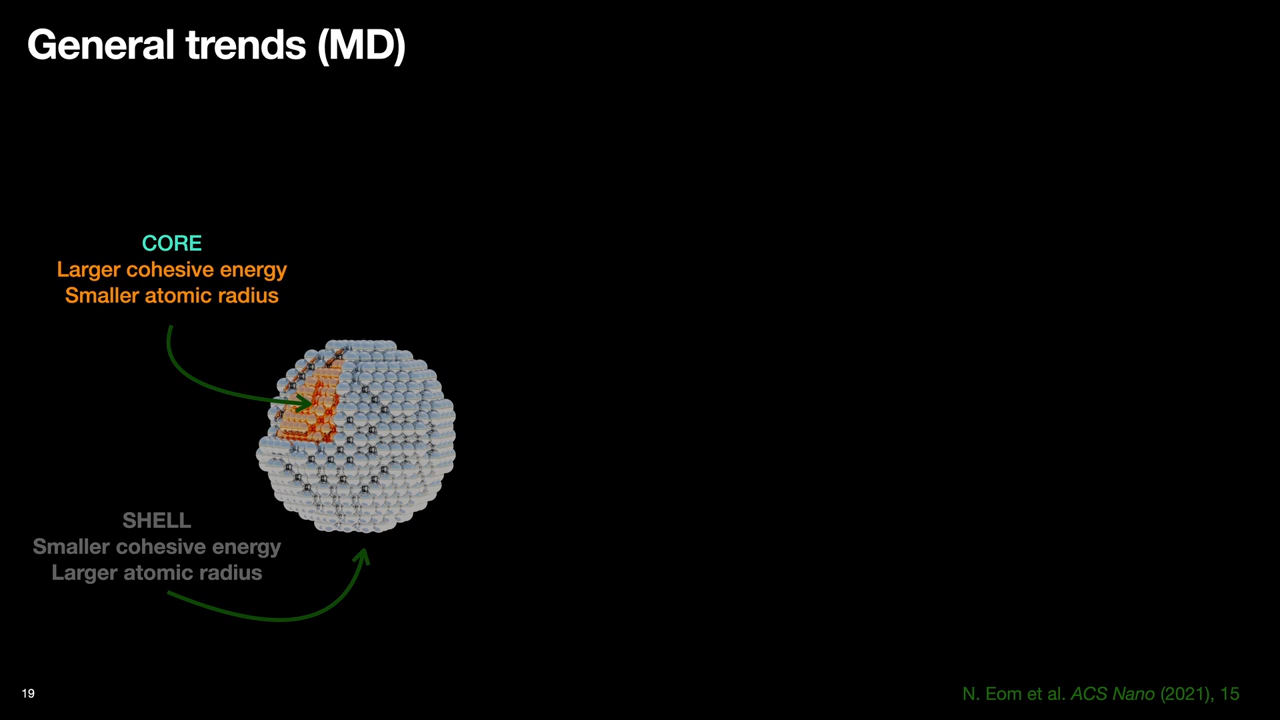 General trends (MD)
CORE
Larger cohesive energy
Smaller atomic radius
SHELL
Smaller cohesive energy
Larger atomic radius
19
N. Eom et al. ACS Nano (2021), 15